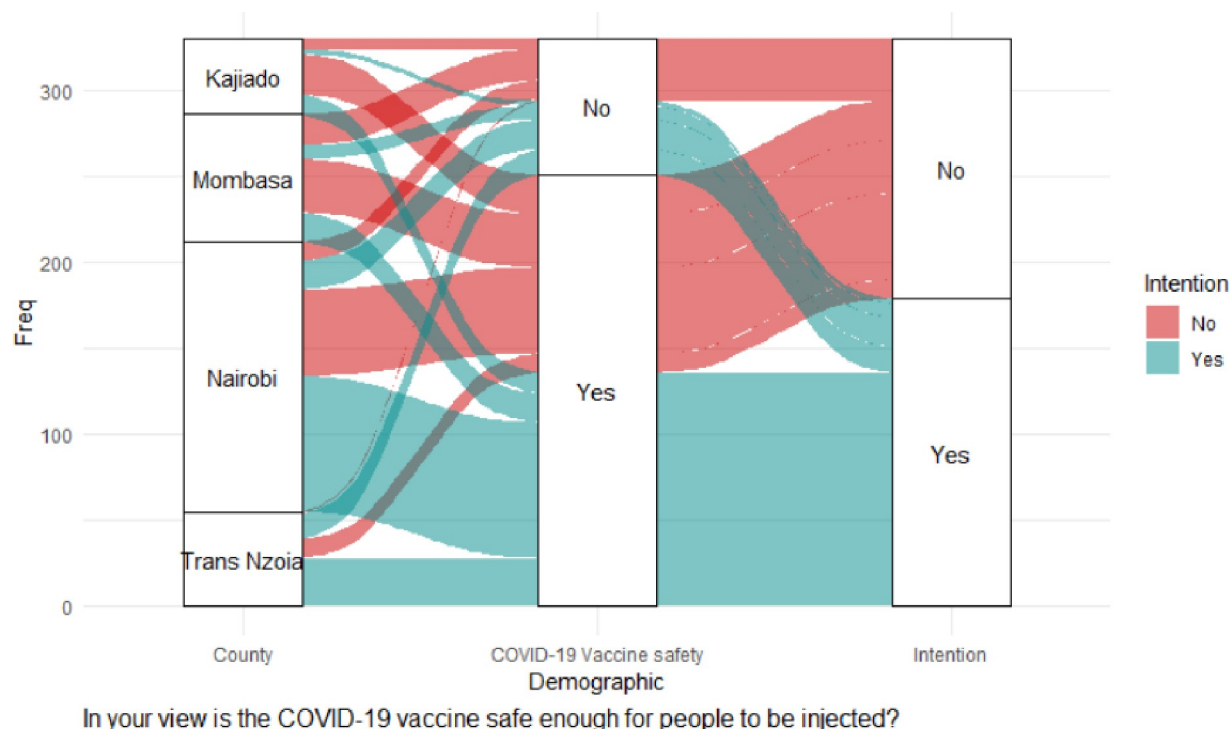 300
200
100
0
Freq
Kajiado
Mombasa
Nairobi
Trans Nzoia
No
Yes
No
Yes
Intention
No
Yes
County
COVID-19 Vaccine safety
Intention
Demographic
In your view is the COVID-19 vaccine safe enough for people to be injected?